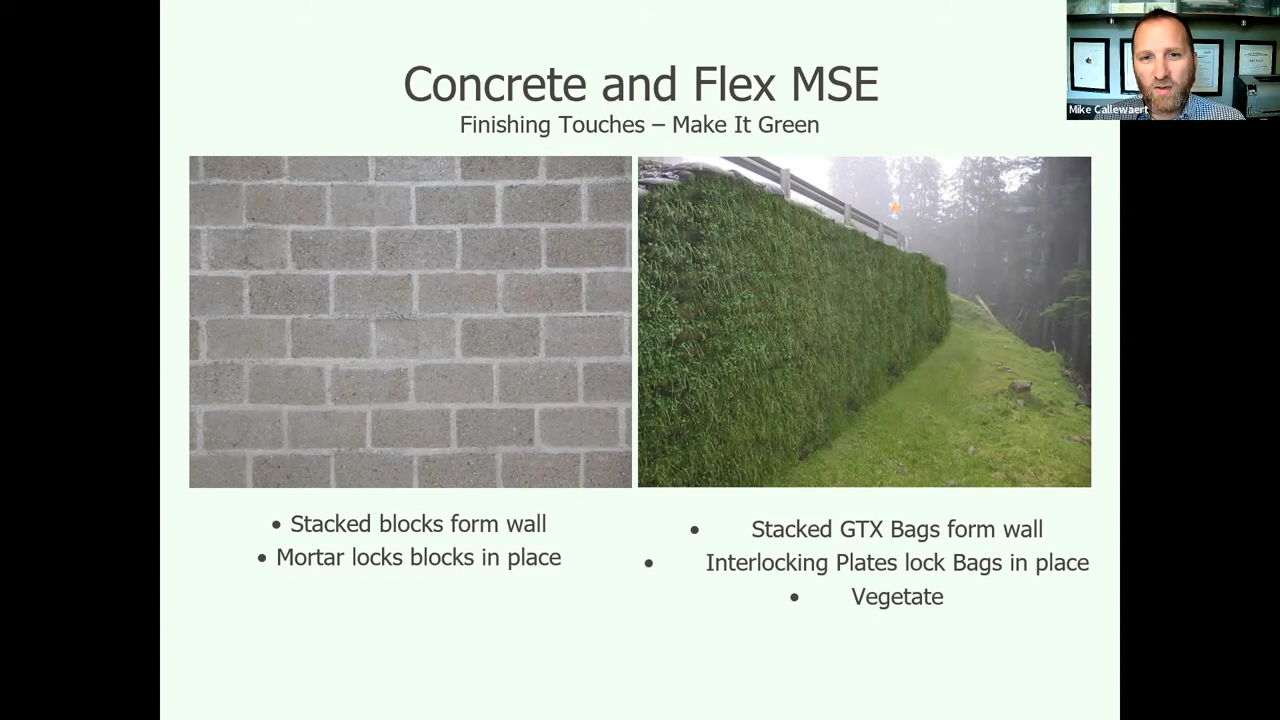 Concrete and Flex MSE
Finishing Touches – Make It Green
Mike Callewaert
• Stacked blocks form wall
• Mortar locks blocks in place
• Stacked GTX Bags form wall
• Interlocking Plates lock Bags in place
• Vegetate